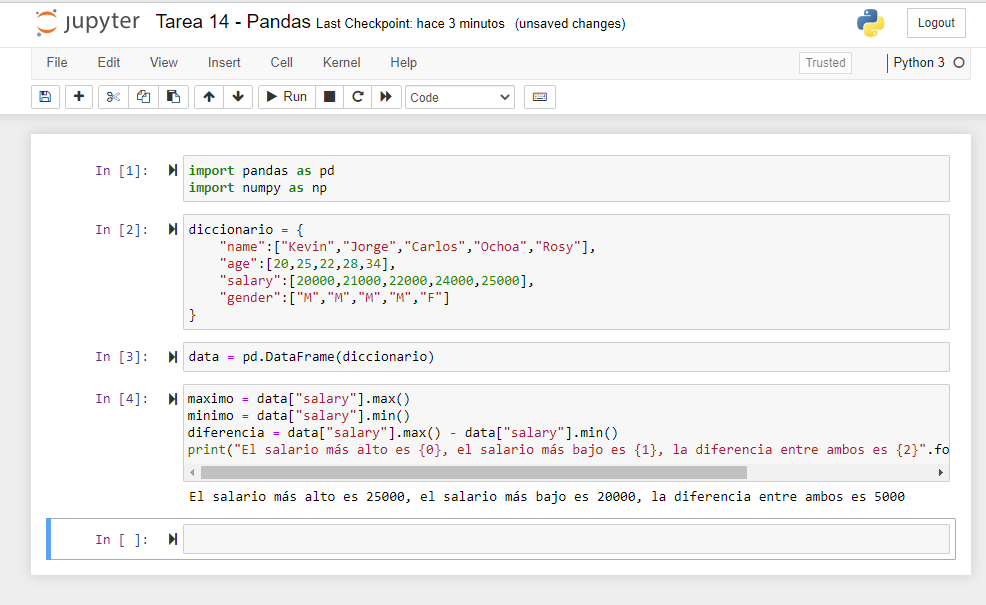 jupyter Tarea 14 - Pandas Last Checkpoint: hace 3 minutos (unsaved changes) Logout
File Edit View Insert Cell Kernel Help Trusted Python 3
Run Code
In [1]: import pandas as pd
import numpy as np
In [2]: diccionario = {
"name":["Kevin","Jorge","Carlos","Ochoa","Rosy"],
"age":[20,25,22,28,34],
"salary":[20000,21000,22000,24000,25000],
"gender":["M","M","M","M","F"]
}
In [3]: data = pd.DataFrame(diccionario)
In [4]: maximo = data["salary"].max()
minimo = data["salary"].min()
diferencia = data["salary"].max() - data["salary"].min()
print("El salario más alto es {0}, el salario más bajo es {1}, la diferencia entre ambos es {2}".fo
El salario más alto es 25000, el salario más bajo es 20000, la diferencia entre ambos es 5000
In [ ]: